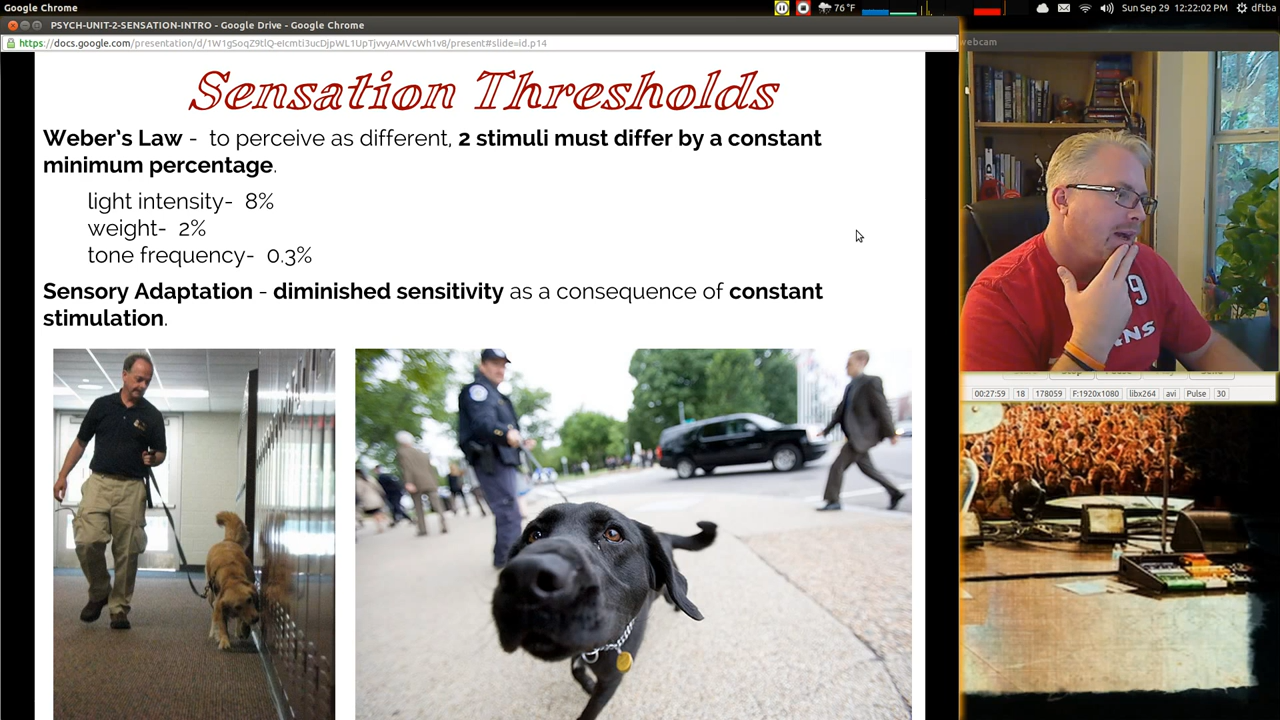 Google Chrome
76 °F
Sun Sep 29 12:22:02 PM
dftba
PSYCH-UNIT-2-SENSATION-INTRO - Google Drive - Google Chrome
webcam
https://docs.google.com/presentation/d/1W1gSoqZ9tlQ-eIcmti3ucDjpWL1UpTjvvyAMVcWh1v8/present#slide=id.p14
Sensation Thresholds
Weber's Law - to perceive as different, 2 stimuli must differ by a constant
minimum percentage.
light intensity- 8%
weight- 2%
tone frequency- 0.3%
Sensory Adaptation - diminished sensitivity as a consequence of constant
stimulation.
9
NS
00:27:59 18 178059 F:1920x1080 libx264 avi Pulse 30